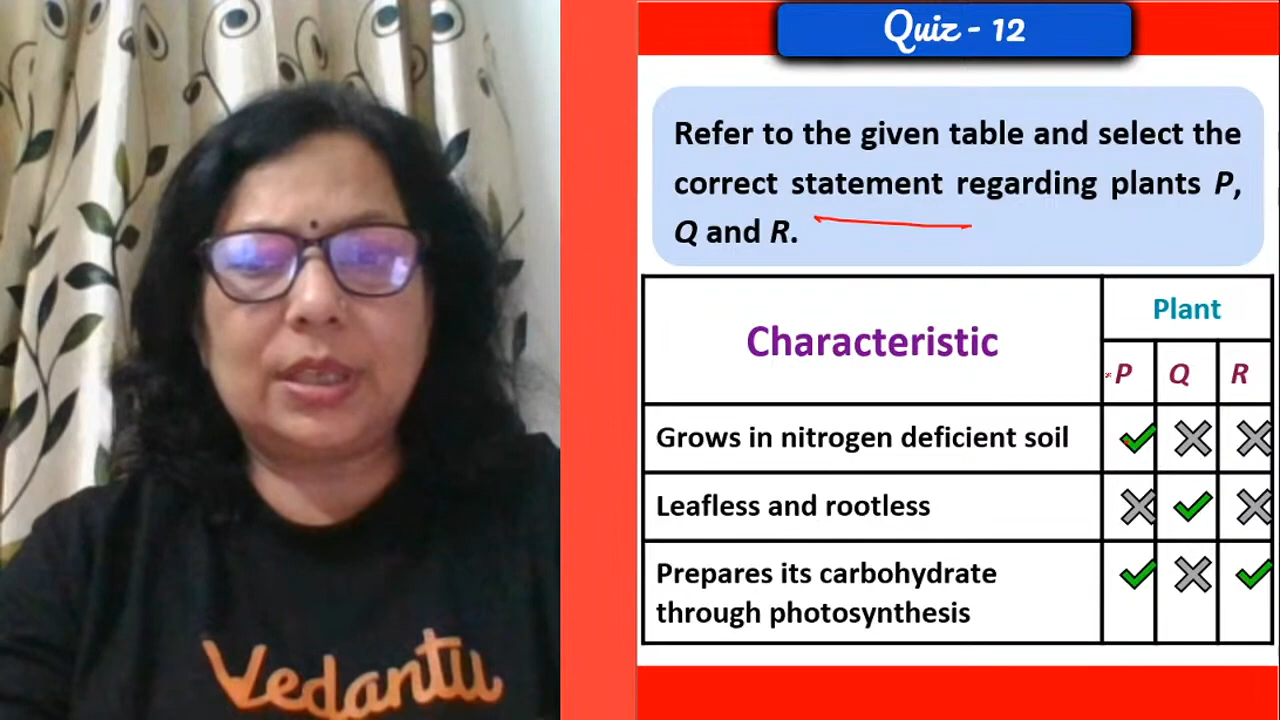 Quiz - 12
Refer to the given table and select the
correct statement regarding plants P,
Q and R.
Characteristic
Plant
P Q R
Grows in nitrogen deficient soil ✔ ✖ ✖
Leafless and rootless ✖ ✔ ✖
Prepares its carbohydrate ✔ ✖ ✔
through photosynthesis
Vedantu